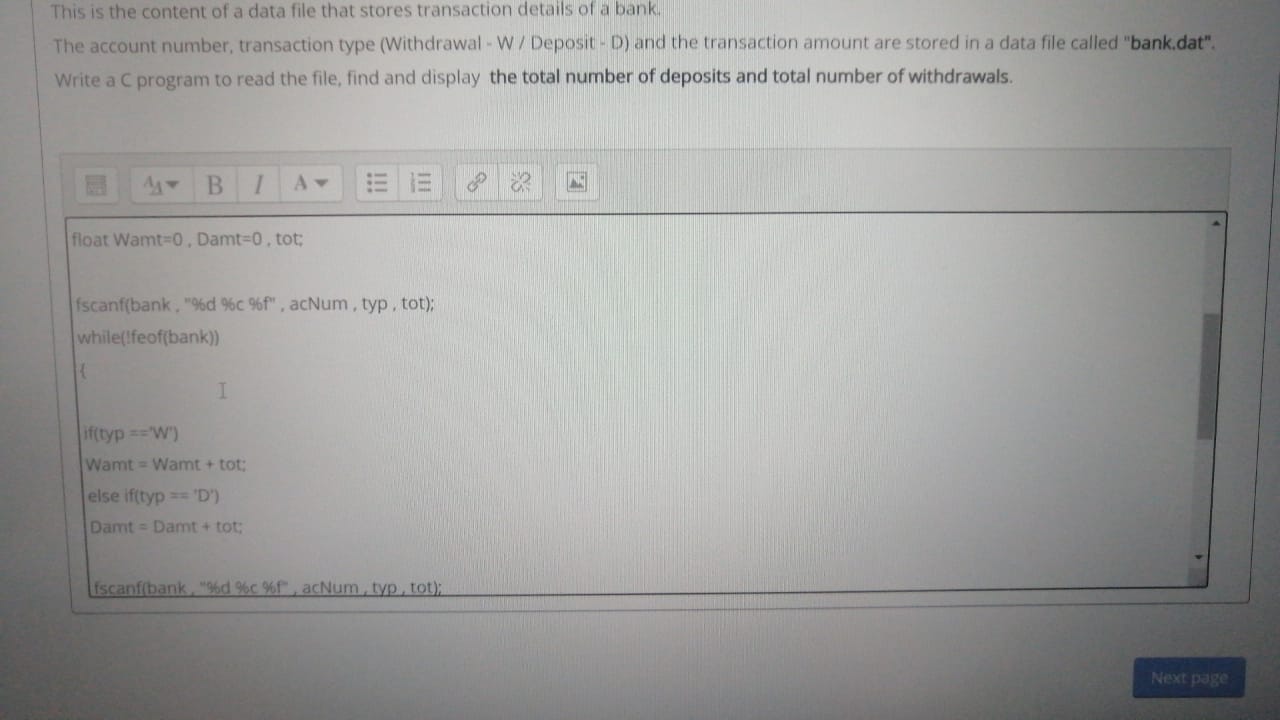 This is the content of a data file that stores transaction details of a bank.
The account number, transaction type (Withdrawal - W / Deposit - D) and the transaction amount are stored in a data file called "bank.dat".
Write a C program to read the file, find and display the total number of deposits and total number of withdrawals.
B I A
float Wamt=0 , Damt=0 , tot;
fscanf(bank , "%d %c %f" , acNum , typ , tot);
while(!feof(bank))
{
if(typ =='W')
Wamt = Wamt + tot;
else if(typ == 'D')
Damt = Damt + tot;
fscanf(bank , "%d %c %f" , acNum , typ , tot);
Next page